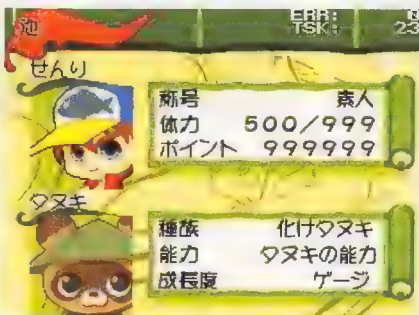 池
ERR:
TSK: 23
せんり
称号 素人
体力 500/999
ポイント 999999
タヌキ
種族 化けタヌキ
能力 タヌキの能力
成長度 ゲージ